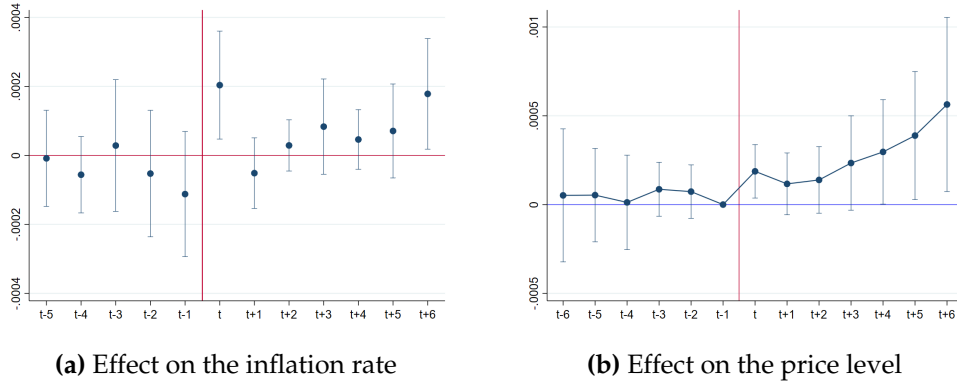 .0004
.0002
0
-.0002
-.0004
t-5 t-4 t-3 t-2 t-1 t t+1 t+2 t+3 t+4 t+5 t+6
(a) Effect on the inflation rate
.001
.0005
0
-.0005
t-6 t-5 t-4 t-3 t-2 t-1 t t+1 t+2 t+3 t+4 t+5 t+6
(b) Effect on the price level